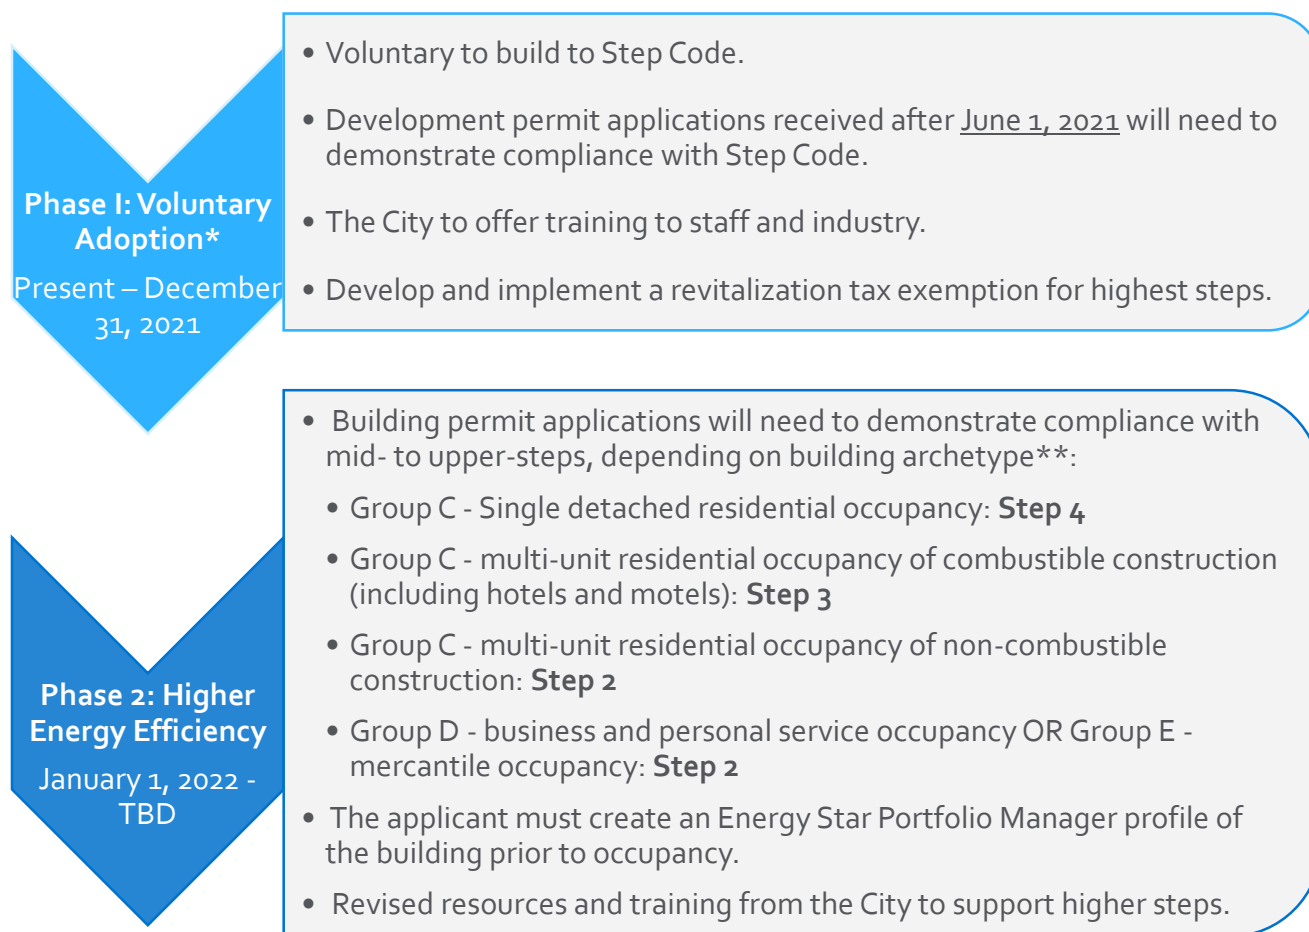 Phase I: Voluntary
Adoption*
Present – December
31, 2021
• Voluntary to build to Step Code.
• Development permit applications received after June 1, 2021 will need to
demonstrate compliance with Step Code.
• The City to offer training to staff and industry.
• Develop and implement a revitalization tax exemption for highest steps.
Phase 2: Higher
Energy Efficiency
January 1, 2022 -
TBD
• Building permit applications will need to demonstrate compliance with
mid- to upper-steps, depending on building archetype**:
• Group C - Single detached residential occupancy: Step 4
• Group C - multi-unit residential occupancy of combustible construction
(including hotels and motels): Step 3
• Group C - multi-unit residential occupancy of non-combustible
construction: Step 2
• Group D - business and personal service occupancy OR Group E -
mercantile occupancy: Step 2
• The applicant must create an Energy Star Portfolio Manager profile of
the building prior to occupancy.
• Revised resources and training from the City to support higher steps.